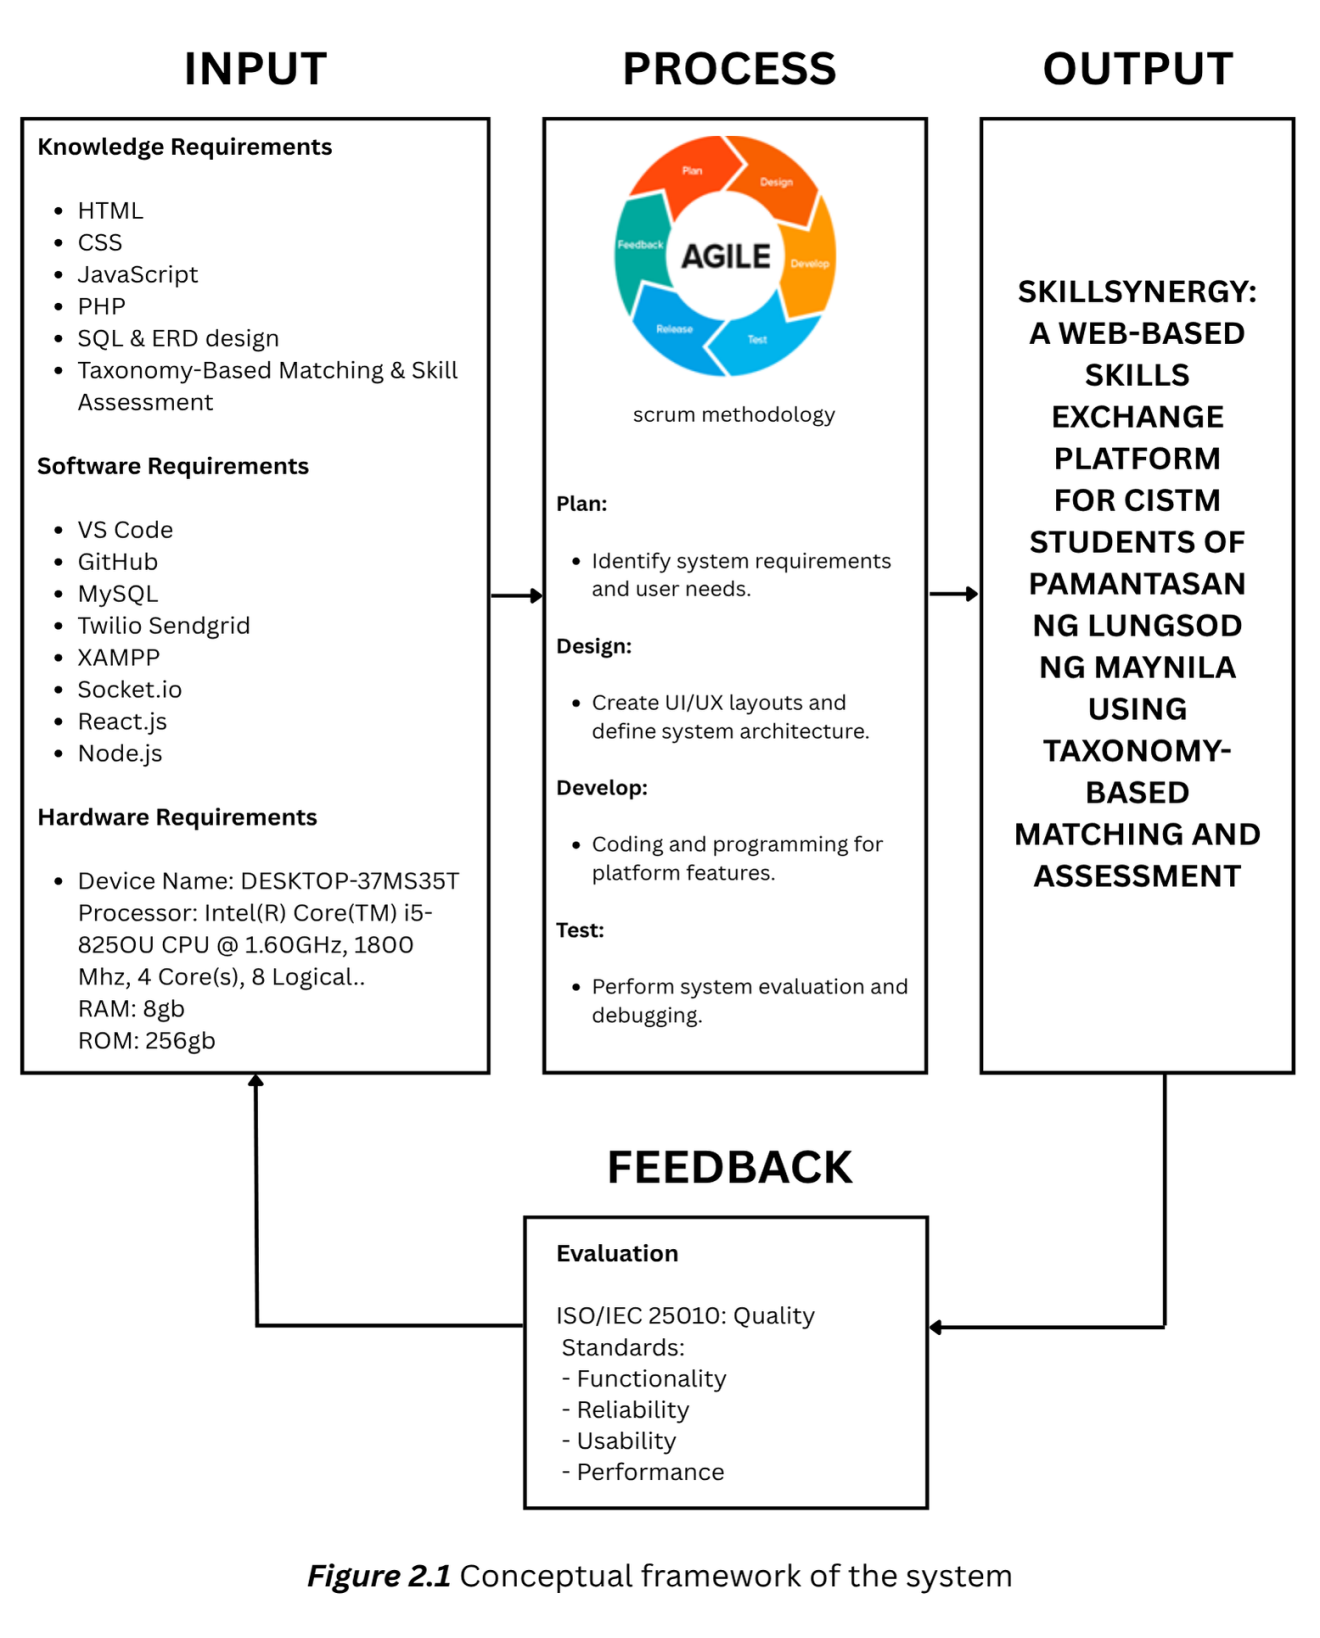 INPUT
Knowledge Requirements
• HTML
• CSS
• JavaScript
• PHP
• SQL & ERD design
• Taxonomy-Based Matching & Skill
Assessment
Software Requirements
• VS Code
• GitHub
• MySQL
• Twilio Sendgrid
• XAMPP
• Socket.io
• React.js
• Node.js
Hardware Requirements
• Device Name: DESKTOP-37MS35T
Processor: Intel(R) Core(TM) i5-
8250U CPU @ 1.60GHz, 1800
Mhz, 4 Core(s), 8 Logical..
RAM: 8gb
ROM: 256gb
PROCESS
Plan
Design
Develop
Test
Release
Feedback
AGILE
scrum methodology
Plan:
• Identify system requirements
and user needs.
Design:
• Create UI/UX layouts and
define system architecture.
Develop:
• Coding and programming for
platform features.
Test:
• Perform system evaluation and
debugging.
OUTPUT
SKILLSYNERGY:
A WEB-BASED
SKILLS
EXCHANGE
PLATFORM
FOR CISTM
STUDENTS OF
PAMANTASAN
NG LUNGSOD
NG MAYNILA
USING
TAXONOMY-
BASED
MATCHING AND
ASSESSMENT
FEEDBACK
Evaluation
ISO/IEC 25010: Quality
Standards:
- Functionality
- Reliability
- Usability
- Performance
Figure 2.1 Conceptual framework of the system